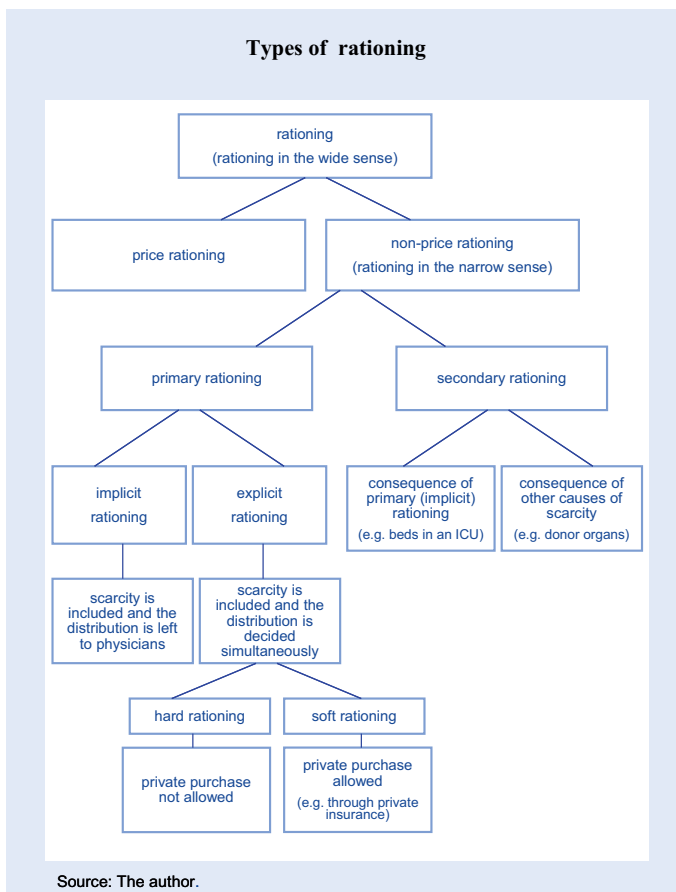 Types of rationing
rationing
(rationing in the wide sense)
price rationing
non-price rationing
(rationing in the narrow sense)
primary rationing
secondary rationing
implicit
rationing
explicit
rationing
consequence of
primary (implicit)
rationing
(e.g. beds in an ICU)
consequence of
other causes of
scarcity
(e.g. donor organs)
scarcity is
included and the
distribution is left
to physicians
scarcity is
included and the
distribution is
decided
simultaneously
hard rationing
soft rationing
private purchase
not allowed
private purchase
allowed
(e.g. through private
insurance)
Source: The author.